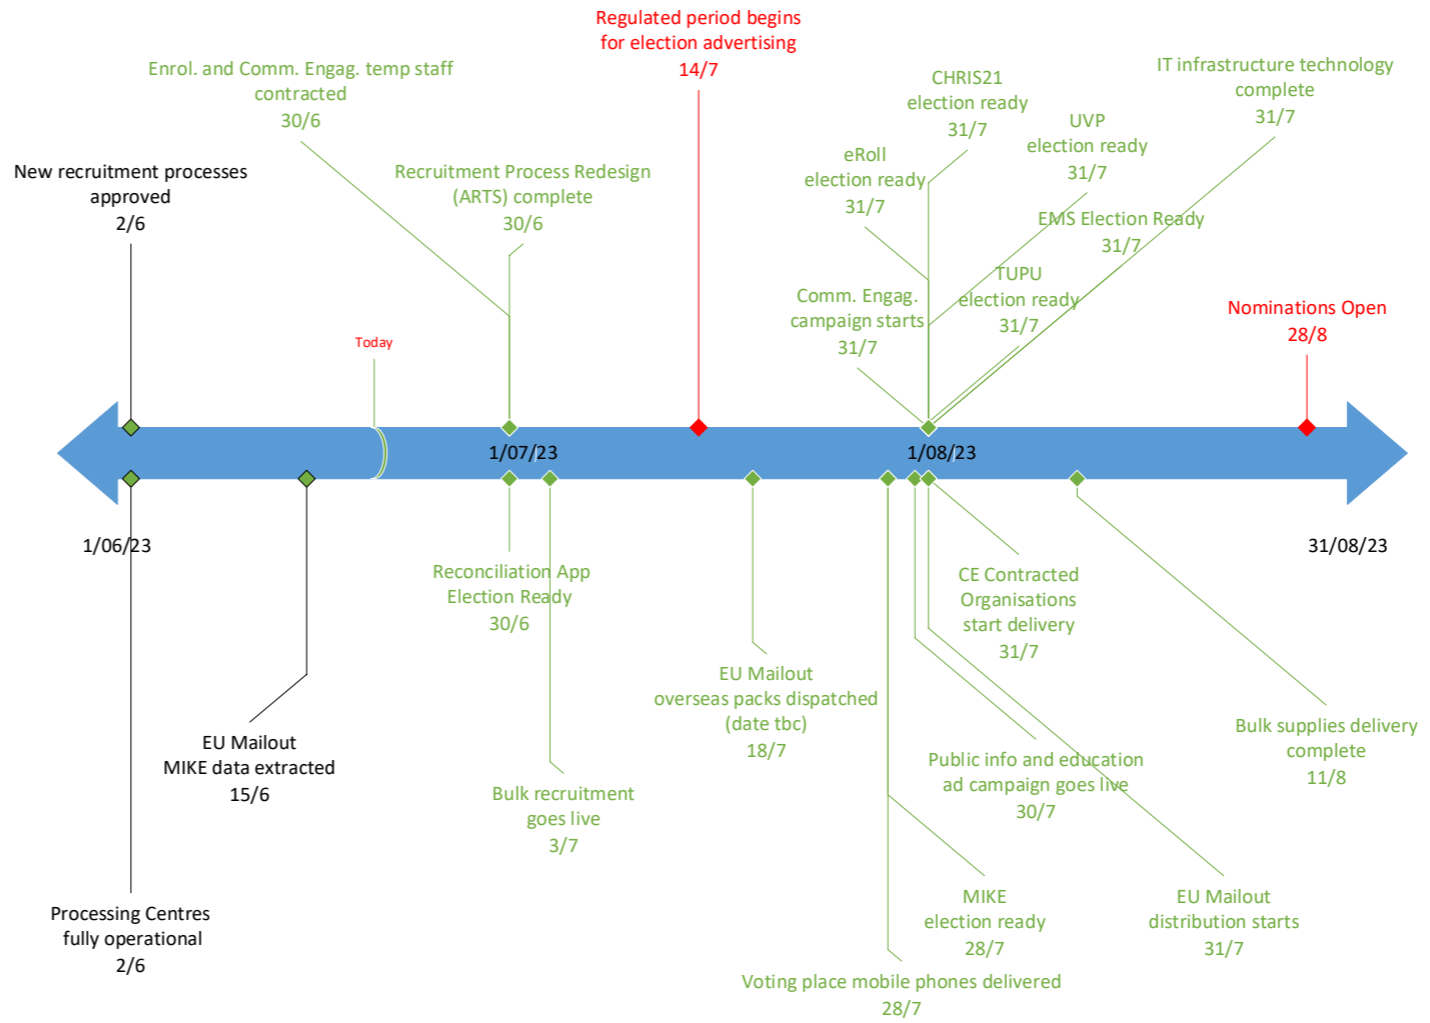 Regulated period begins
for election advertising
14/7
Enrol. and Comm. Engag. temp staff
contracted
30/6
IT infrastructure technology
complete
31/7
CHRIS21
election ready
31/7
UVP
election ready
31/7
eRoll
election ready
31/7
New recruitment processes
approved
2/6
Recruitment Process Redesign
(ARTS) complete
30/6
EMS Election Ready
31/7
TUPU
election ready
31/7
Comm. Engag.
campaign starts
31/7
Nominations Open
28/8
Today
1/07/23
1/08/23
1/06/23
31/08/23
Reconciliation App
Election Ready
30/6
CE Contracted
Organisations
start delivery
31/7
EU Mailout
overseas packs dispatched
(date tbc)
18/7
Bulk supplies delivery
complete
11/8
EU Mailout
MIKE data extracted
15/6
Public info and education
ad campaign goes live
30/7
Bulk recruitment
goes live
3/7
MIKE
election ready
28/7
EU Mailout
distribution starts
31/7
Processing Centres
fully operational
2/6
Voting place mobile phones delivered
28/7